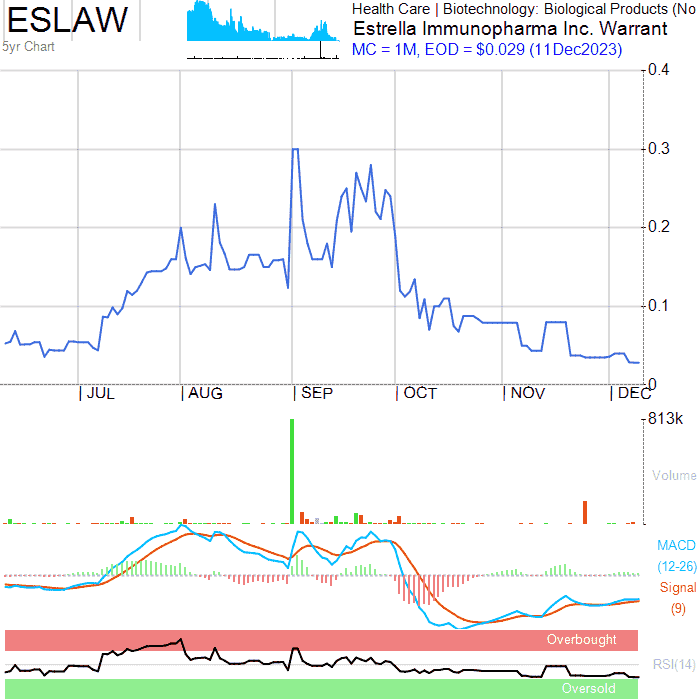 ESLAW
5yr Chart
Health Care | Biotechnology: Biological Products (No
Estrella Immunopharma Inc. Warrant
MC = 1M, EOD = $0.029 (11Dec2023)
0.4
0.3
0.2
0.1
0
JUL AUG SEP OCT NOV DEC
813k
Volume
MACD
(12-26)
Signal
(9)
Overbought
RSI(14)
Oversold